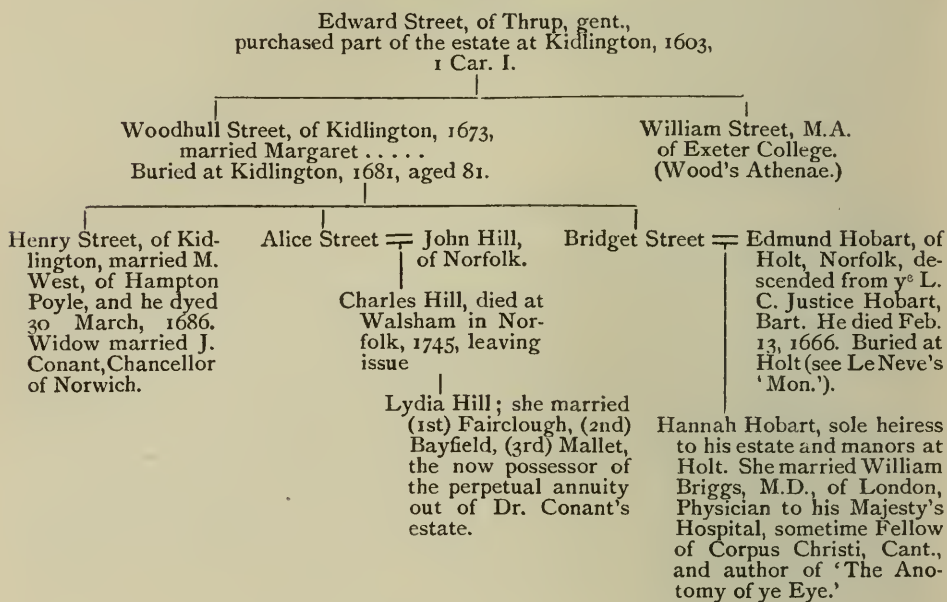 Edward Street, of Thrup, gent.,
purchased part of the estate at Kidlington, 1603,
1 Car. I.
Woodhull Street, of Kidlington, 1673,
married Margaret . . . . .
Buried at Kidlington, 1681, aged 81.
William Street, M.A.
of Exeter College.
(Wood's Athenae.)
Henry Street, of Kid-
lington, married M.
West, of Hampton
Poyle, and he dyed
30 March, 1686.
Widow married J.
Conant, Chancellor
of Norwich.
Alice Street = John Hill,
of Norfolk.
Charles Hill, died at
Walsham in Nor-
folk, 1745, leaving
issue
Lydia Hill; she married
(1st) Fairclough, (2nd)
Bayfield, (3rd) Mallet,
the now possessor of
the perpetual annuity
out of Dr. Conant's
estate.
Bridget Street = Edmund Hobart, of
Holt, Norfolk, de-
scended from yᵉ L.
C. Justice Hobart,
Bart. He died Feb.
13, 1666. Buried at
Holt (see Le Neve's
'Mon.').
Hannah Hobart, sole heiress
to his estate and manors at
Holt. She married William
Briggs, M.D., of London,
Physician to his Majesty's
Hospital, sometime Fellow
of Corpus Christi, Cant.,
and author of 'The Ano-
tomy of ye Eye.'